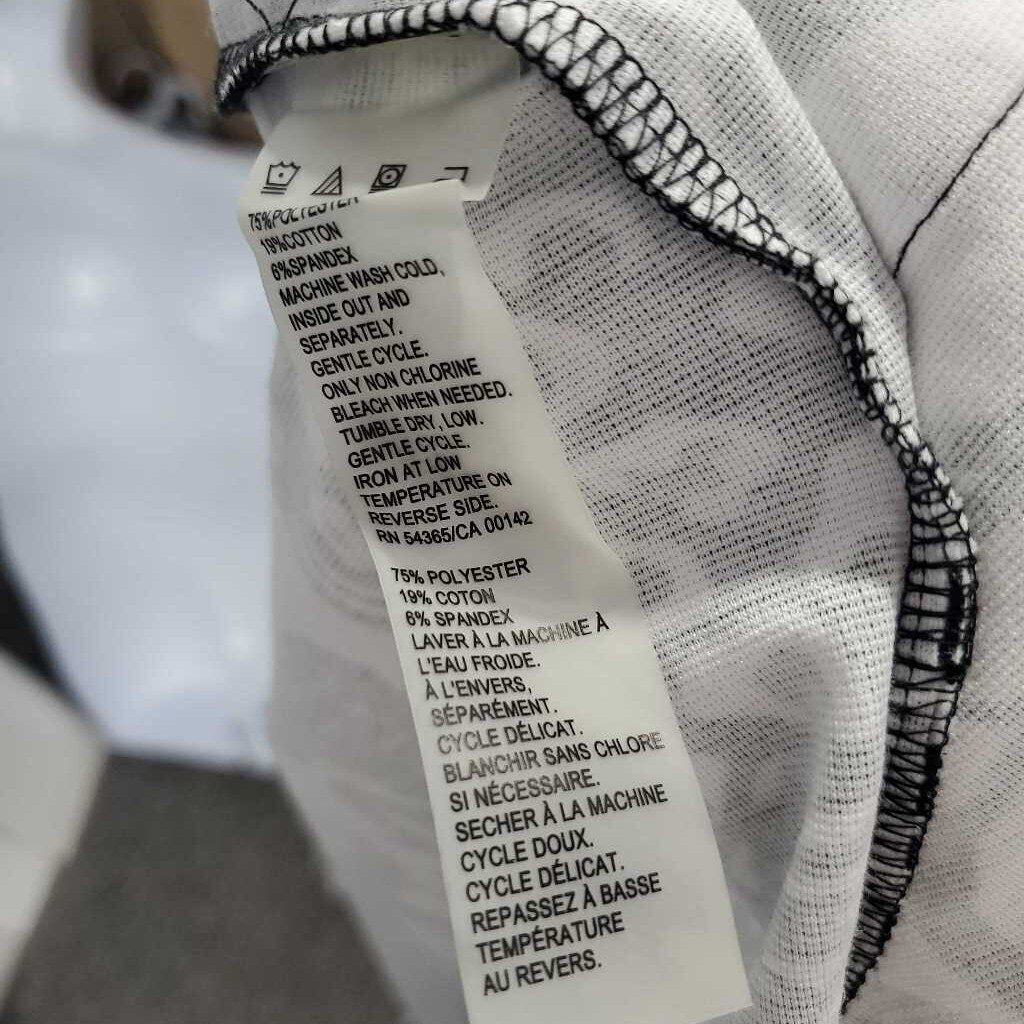 75%POLYESTER
19%COTTON
6%SPANDEX
MACHINE WASH COLD,
INSIDE OUT AND
SEPARATELY.
GENTLE CYCLE.
ONLY NON CHLORINE
BLEACH WHEN NEEDED.
TUMBLE DRY, LOW.
GENTLE CYCLE.
IRON AT LOW
TEMPERATURE ON
REVERSE SIDE.
RN 54365/CA 00142
75% POLYESTER
19% COTON
6% SPANDEX
LAVER À LA MACHINE À
L'EAU FROIDE.
À L'ENVERS,
SÉPARÉMENT.
CYCLE DÉLICAT.
BLANCHIR SANS CHLORE
SI NÉCESSAIRE.
SECHER À LA MACHINE
CYCLE DOUX.
CYCLE DÉLICAT.
REPASSEZ À BASSE
TEMPÉRATURE
AU REVERS.